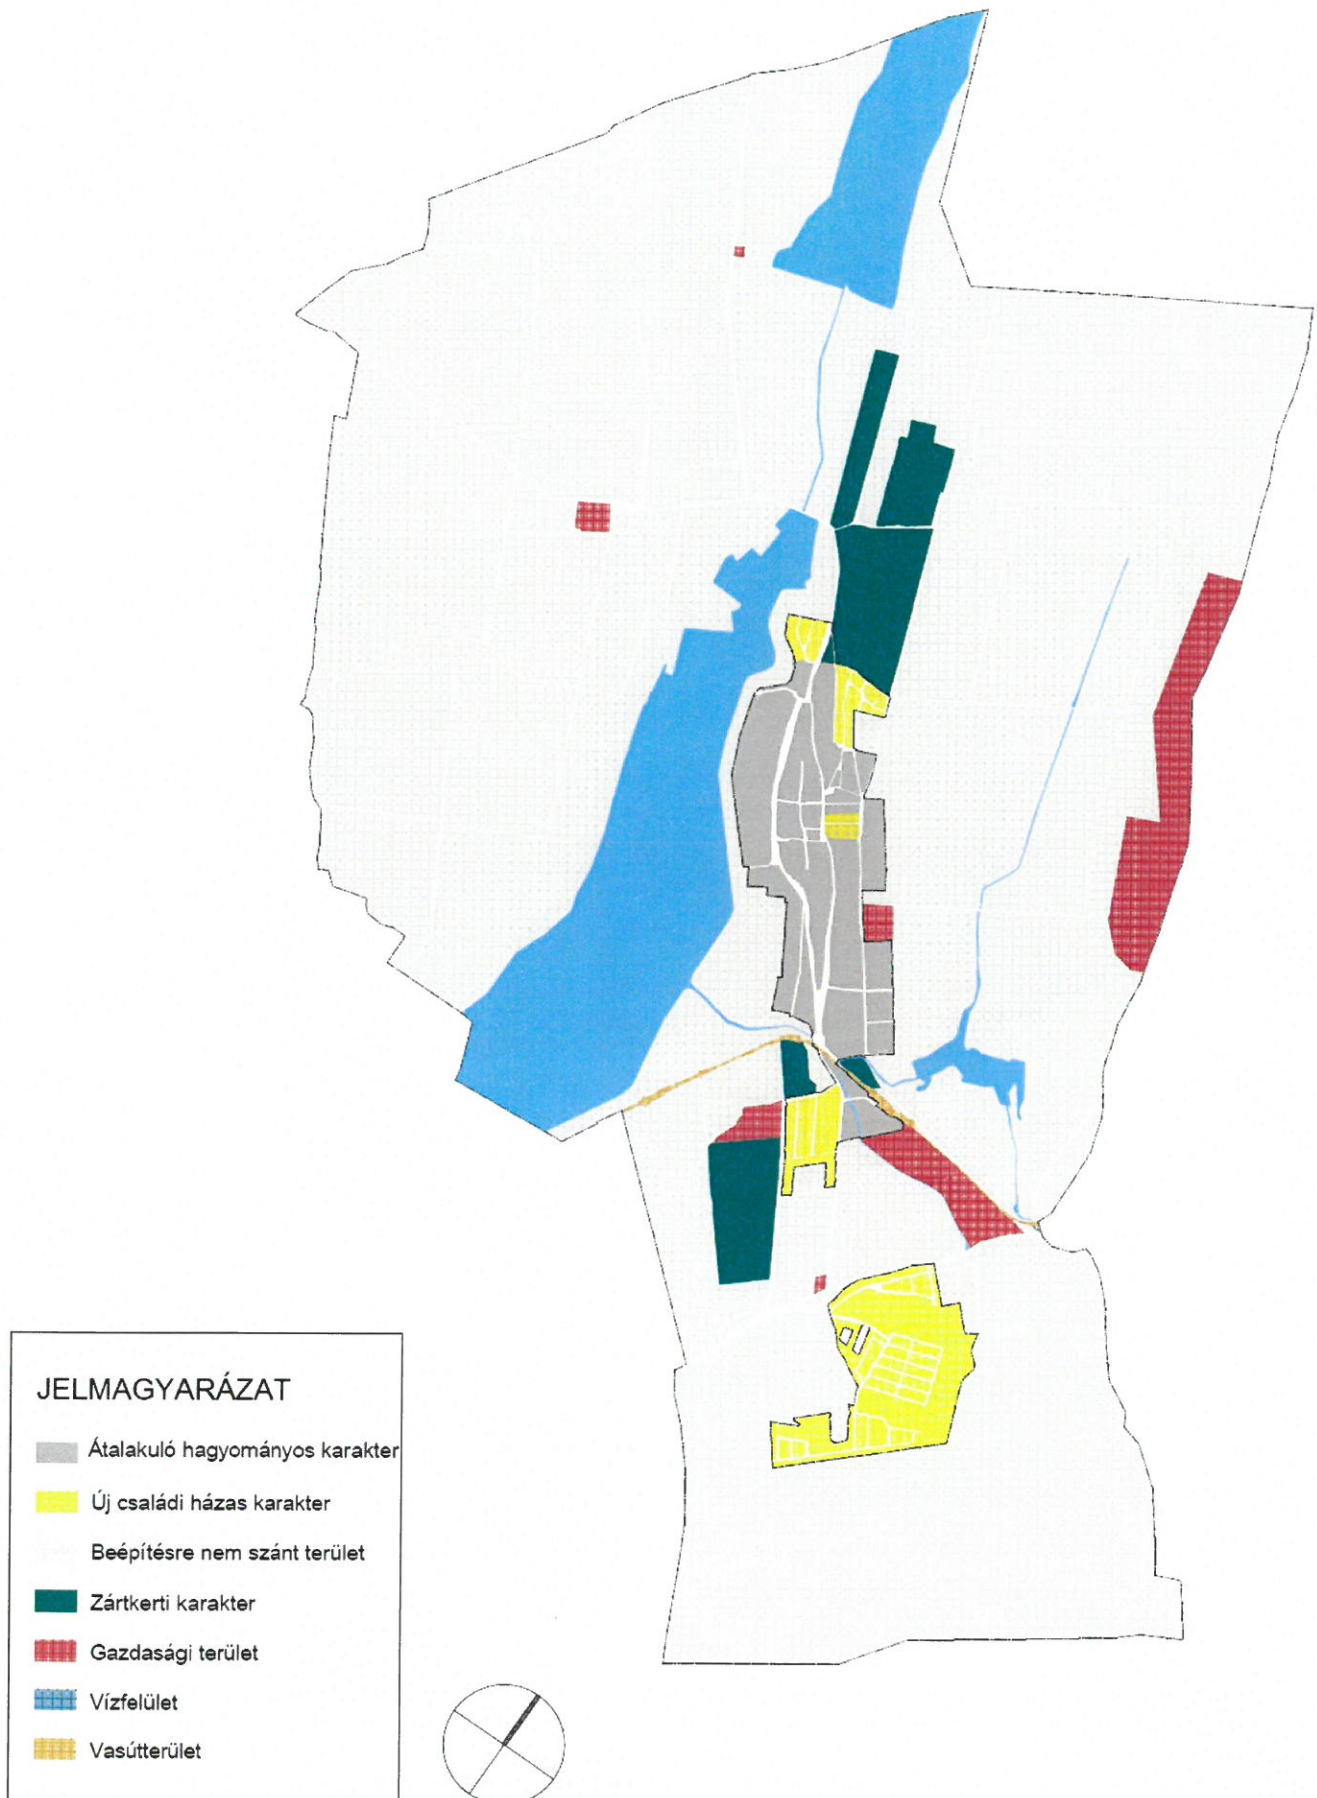 JELMAGYARÁZAT
Átalakuló hagyományos karakter
Új családi házas karakter
Beépítésre nem szánt terület
Zártkerti karakter
Gazdasági terület
Vízfelület
Vasútterület